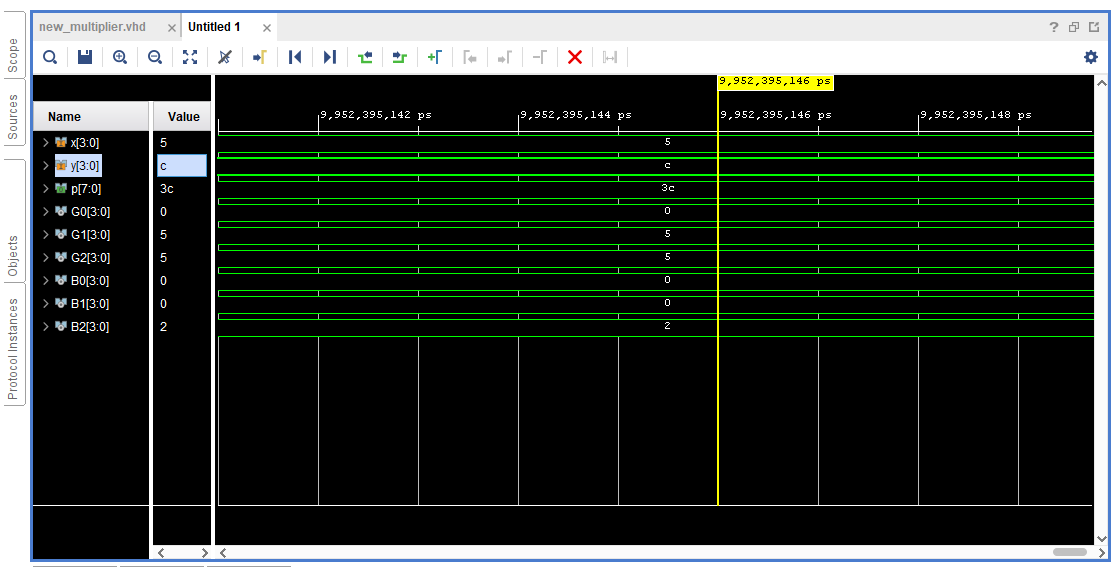 new_multiplier.vhd × Untitled 1 ×
?
Scope
Sources
Objects
Protocol Instances
9,952,395,146 ps
9,952,395,142 ps 9,952,395,144 ps 9,952,395,146 ps 9,952,395,148 ps
Name Value
x[3:0] 5 5
y[3:0] c c
p[7:0] 3c 3c
G0[3:0] 0 0
G1[3:0] 5 5
G2[3:0] 5 5
B0[3:0] 0 0
B1[3:0] 0 0
B2[3:0] 2 2